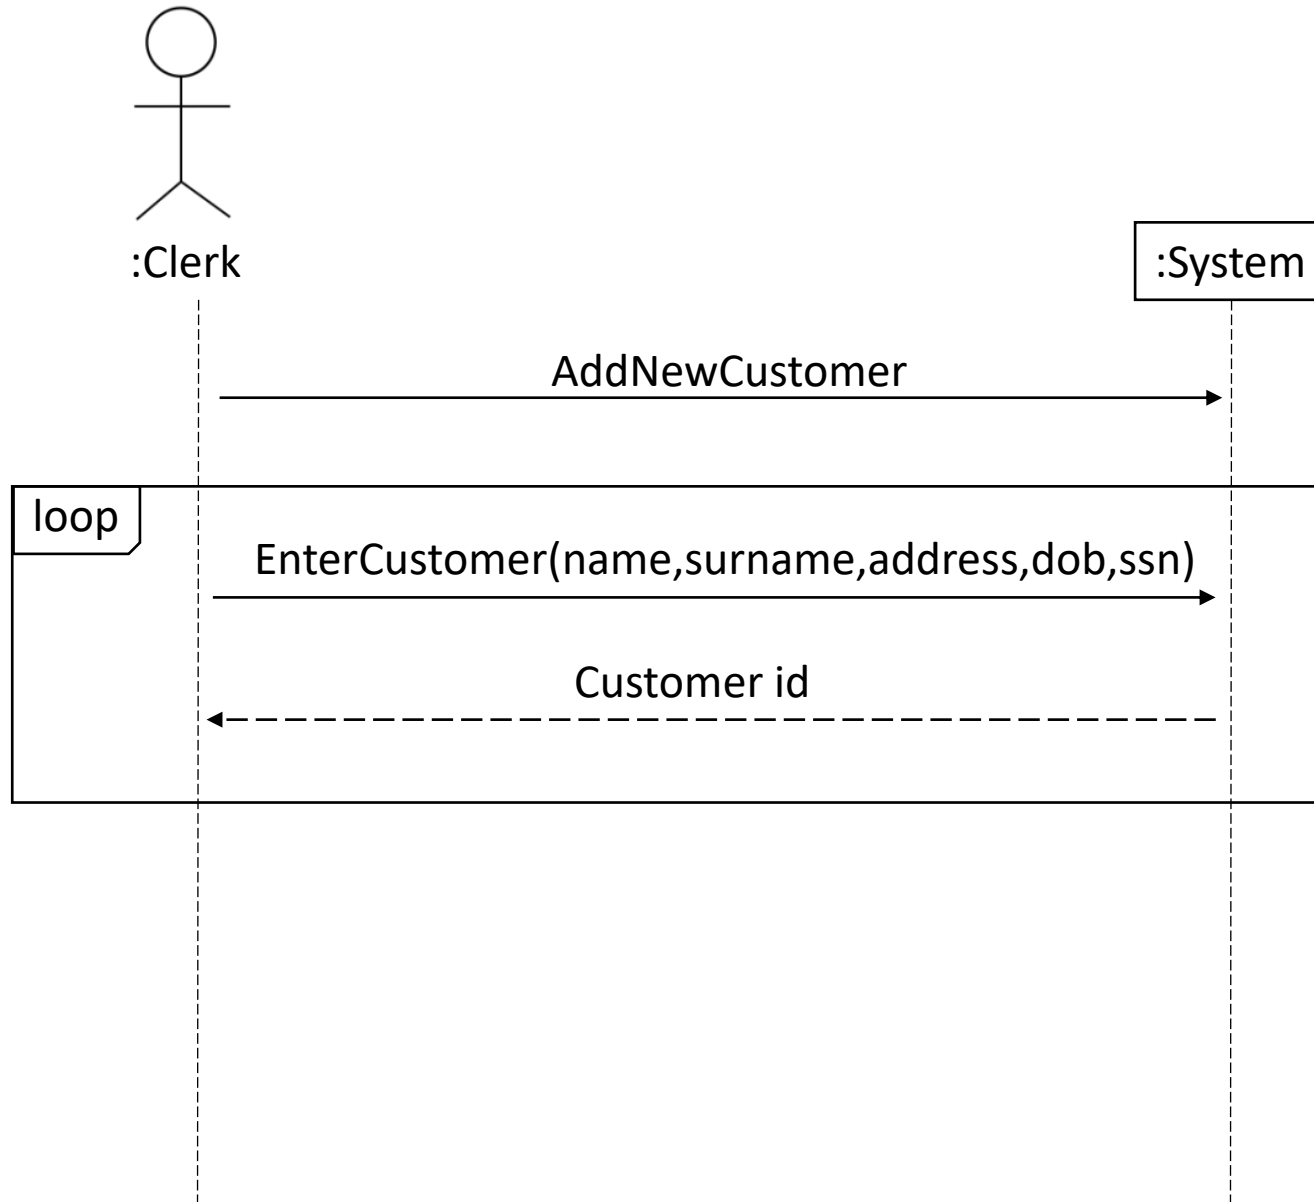 :Clerk
:System
AddNewCustomer
loop
EnterCustomer(name,surname,address,dob,ssn)
Customer id